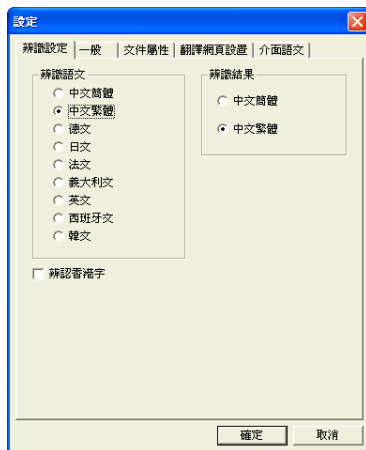 設定
辨識設定 一般 文件屬性 翻譯網頁設置 介面語文
辨識語文
中文簡體
中文繁體
德文
日文
法文
義大利文
英文
西班牙文
韓文
辨識結果
中文簡體
中文繁體
辨認香港字
確定 取消